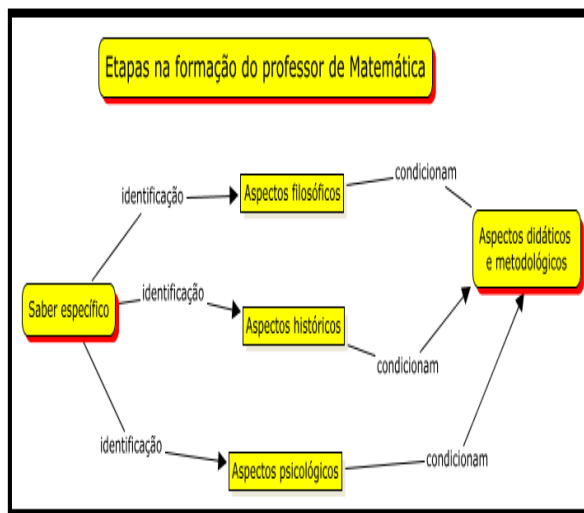 Etapas na formação do professor de Matemática
identificação
Aspectos filosóficos
condicionam
Aspectos didáticos
e metodológicos
Saber específico
identificação
Aspectos históricos
condicionam
identificação
Aspectos psicológicos
condicionam